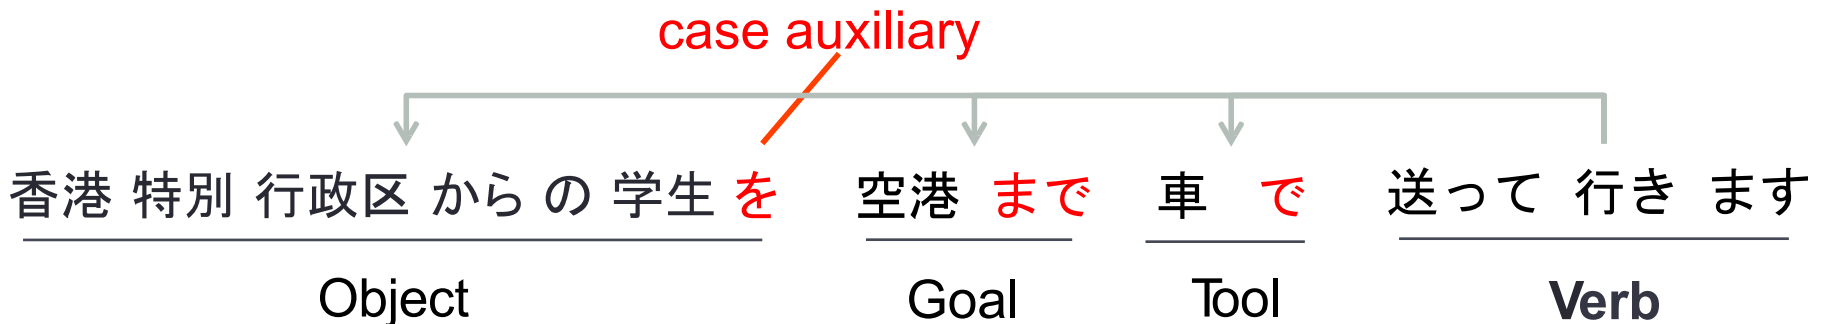 case auxiliary
香港 特別 行政区 から の 学生 を 空港 まで 車 で 送って 行き ます
Object Goal Tool Verb